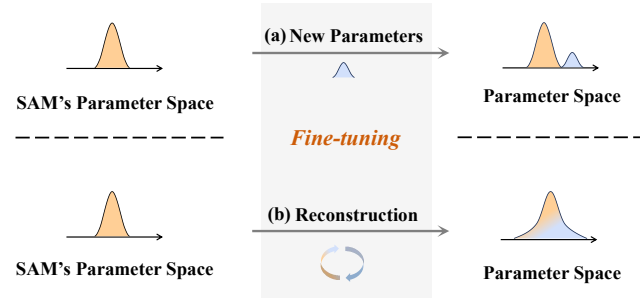 (a) New Parameters
SAM's Parameter Space
Parameter Space
Fine-tuning
(b) Reconstruction
SAM's Parameter Space
Parameter Space